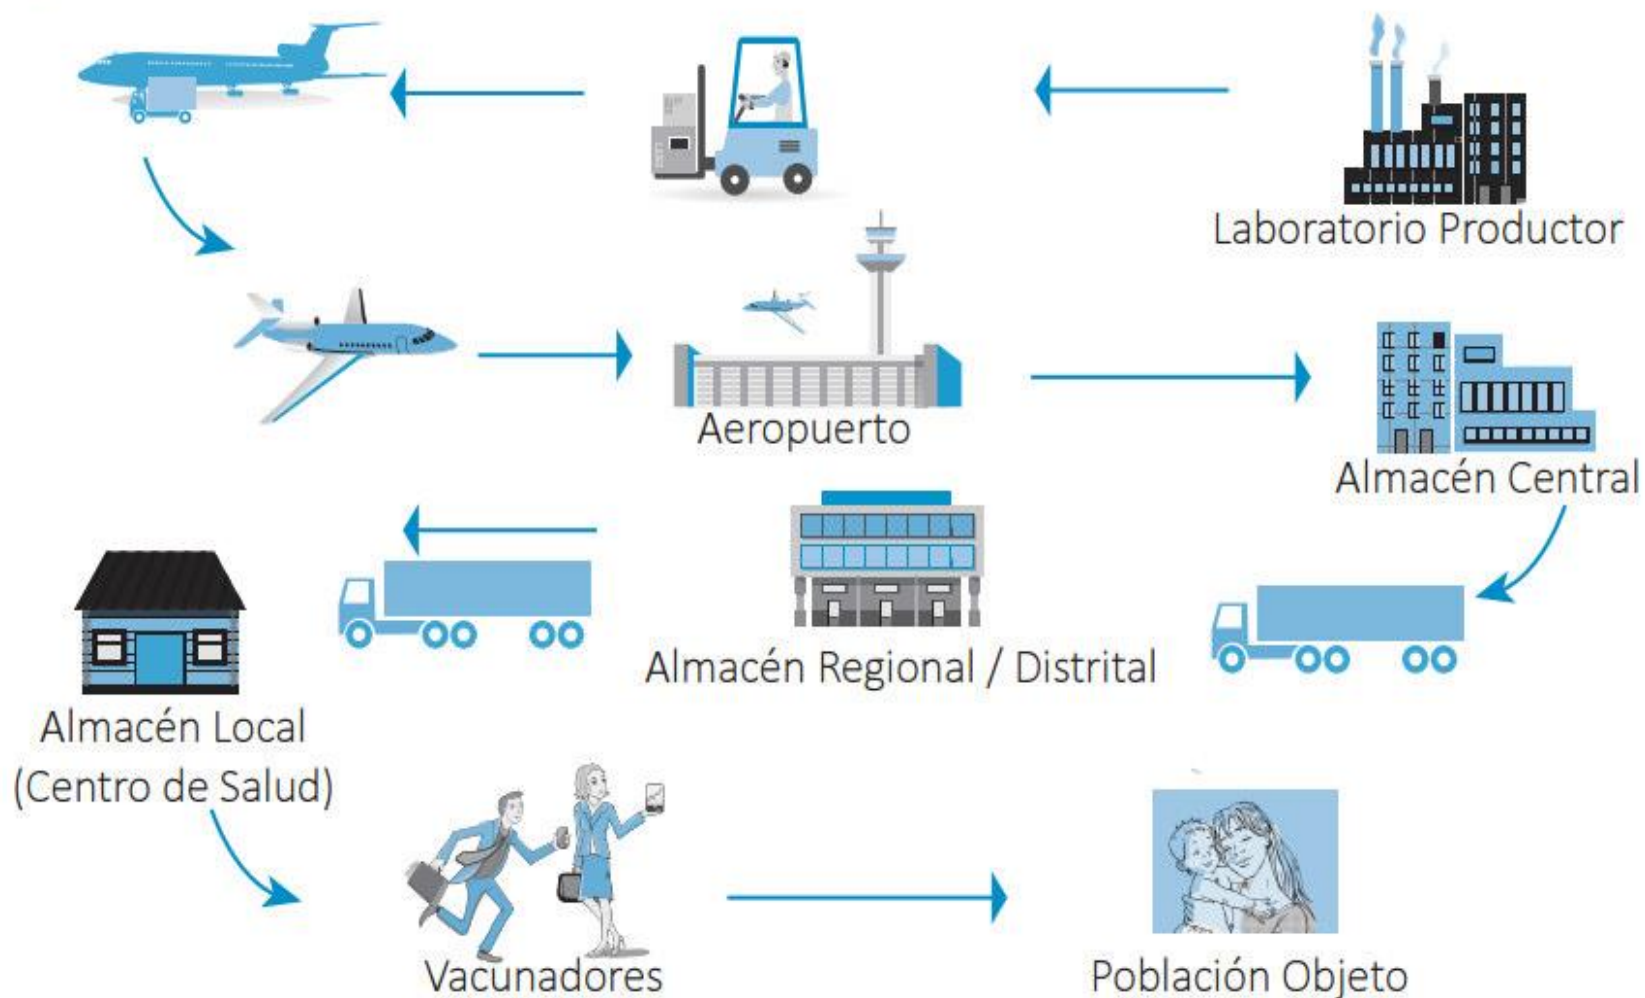 Laboratorio Productor
Aeropuerto
Almacén Central
Almacén Regional / Distrital
Almacén Local
(Centro de Salud)
Vacunadores
Población Objeto